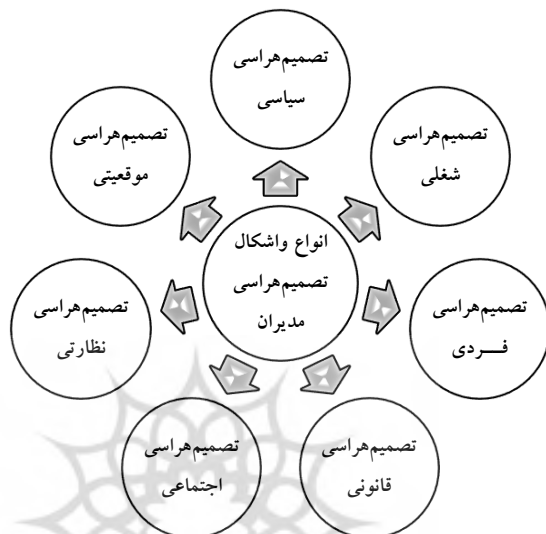 تصمیم‌هراسی
سیاسی
تصمیم‌هراسی
شغلی
تصمیم‌هراسی
فـــردی
تصمیم‌هراسی
قانونی
تصمیم‌هراسی
اجتماعی
تصمیم‌هراسی
نظارتی
تصمیم‌هراسی
موقعیتی
انواع واشکال
تصمیم‌هراسی
مدیران